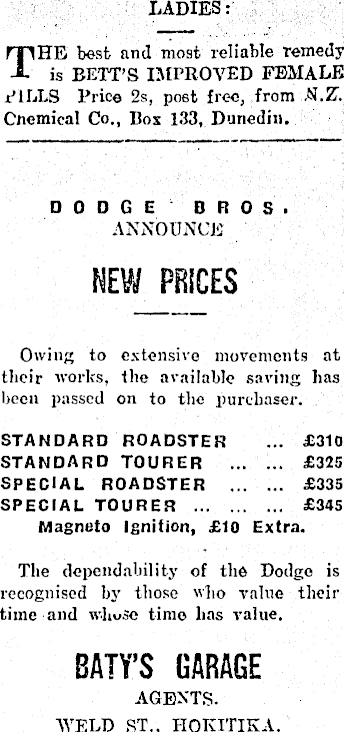 LADIES:
THE best and most reliable remedy
is BETT'S IMPROVED FEMALE
PILLS Price 2s, post free, from N.Z.
Chemical Co., Box 133, Dunedin.
DODGE BROS.
ANNOUNCE
NEW PRICES
Owing to extensive movements at
their works, the available saving has
been passed on to the purchaser.
STANDARD ROADSTER ... £310
STANDARD TOURER ... ... £325
SPECIAL ROADSTER ... ... £335
SPECIAL TOURER ... ... ... £345
Magneto Ignition, £10 Extra.
The dependability of the Dodge is
recognised by those who value their
time and whose time has value.
BATY'S GARAGE
AGENTS.
WELD ST., HOKITIKA.